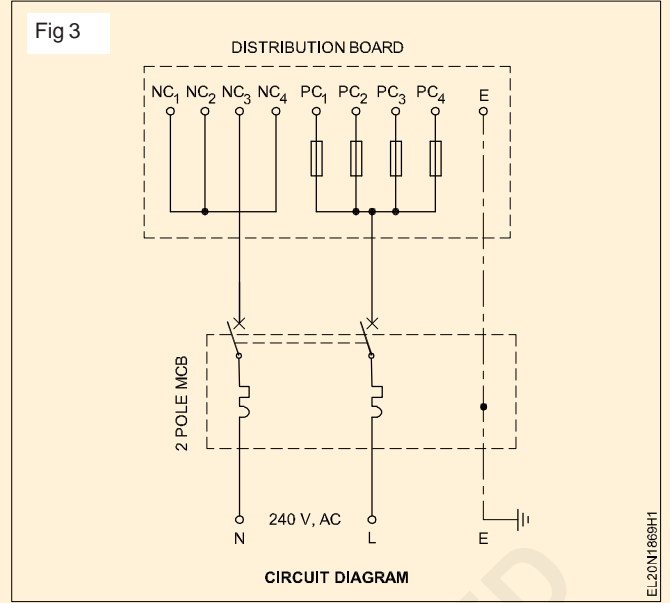 Fig 3
DISTRIBUTION BOARD
NC₁ NC₂ NC₃ NC₄ PC₁ PC₂ PC₃ PC₄ E
2 POLE MCB
N 240 V, AC L E
CIRCUIT DIAGRAM
EL20N1869H1